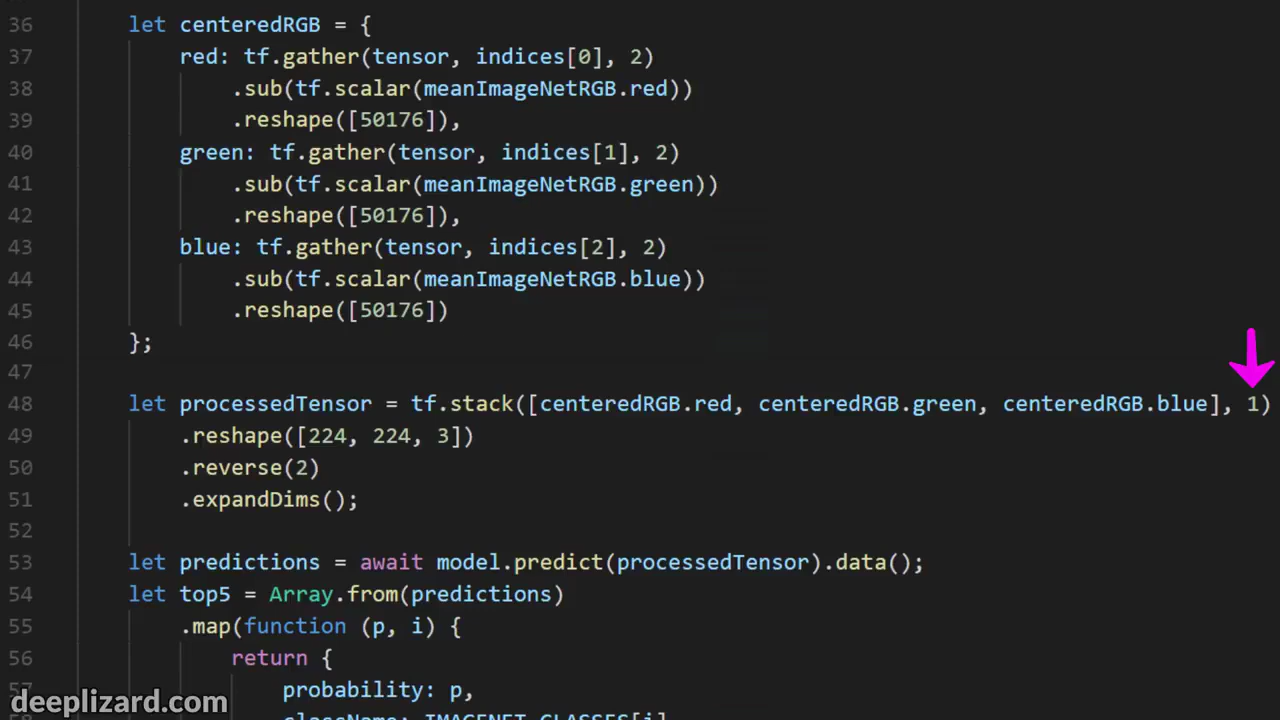 36 let centeredRGB = {
37 red: tf.gather(tensor, indices[0], 2)
38 .sub(tf.scalar(meanImageNetRGB.red))
39 .reshape([50176]),
40 green: tf.gather(tensor, indices[1], 2)
41 .sub(tf.scalar(meanImageNetRGB.green))
42 .reshape([50176]),
43 blue: tf.gather(tensor, indices[2], 2)
44 .sub(tf.scalar(meanImageNetRGB.blue))
45 .reshape([50176])
46 };
47
48 let processedTensor = tf.stack([centeredRGB.red, centeredRGB.green, centeredRGB.blue], 1)
49 .reshape([224, 224, 3])
50 .reverse(2)
51 .expandDims();
52
53 let predictions = await model.predict(processedTensor).data();
54 let top5 = Array.from(predictions)
55 .map(function (p, i) {
56 return {
57 probability: p,
deeplizard.com
58 className: IMAGENET_CLASSES[i]